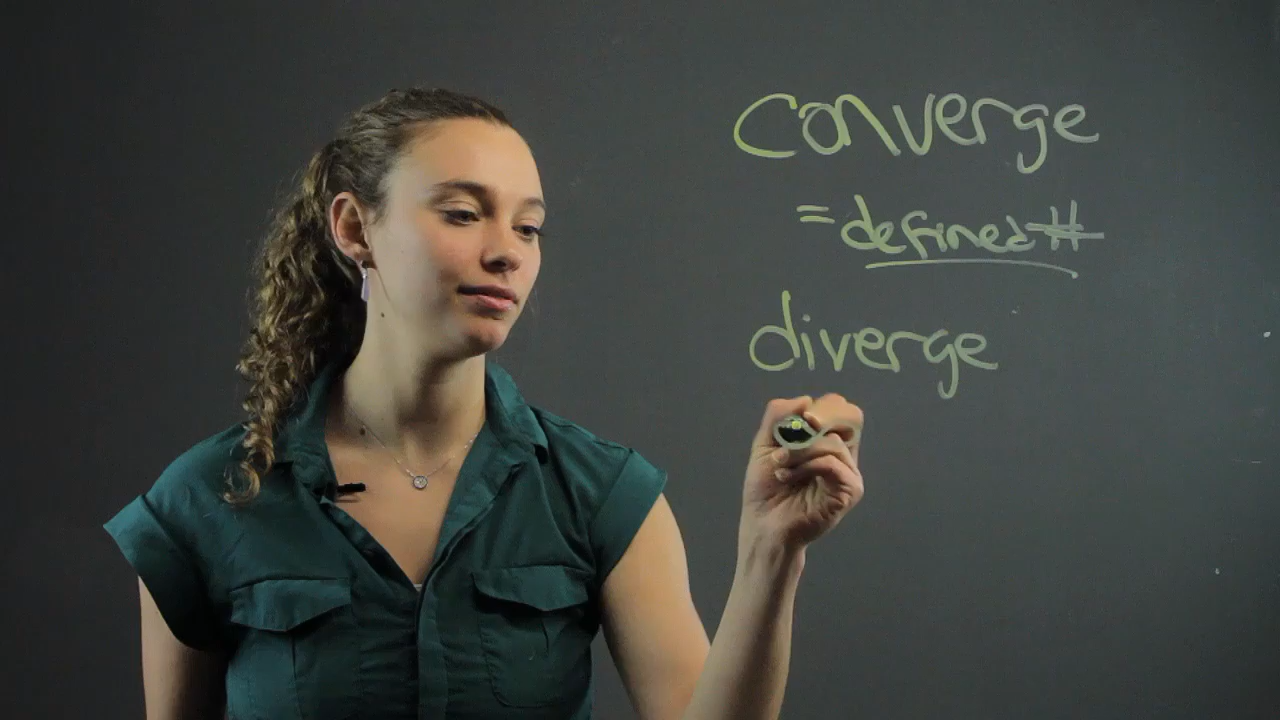 Converge
= defined #
diverge
∞